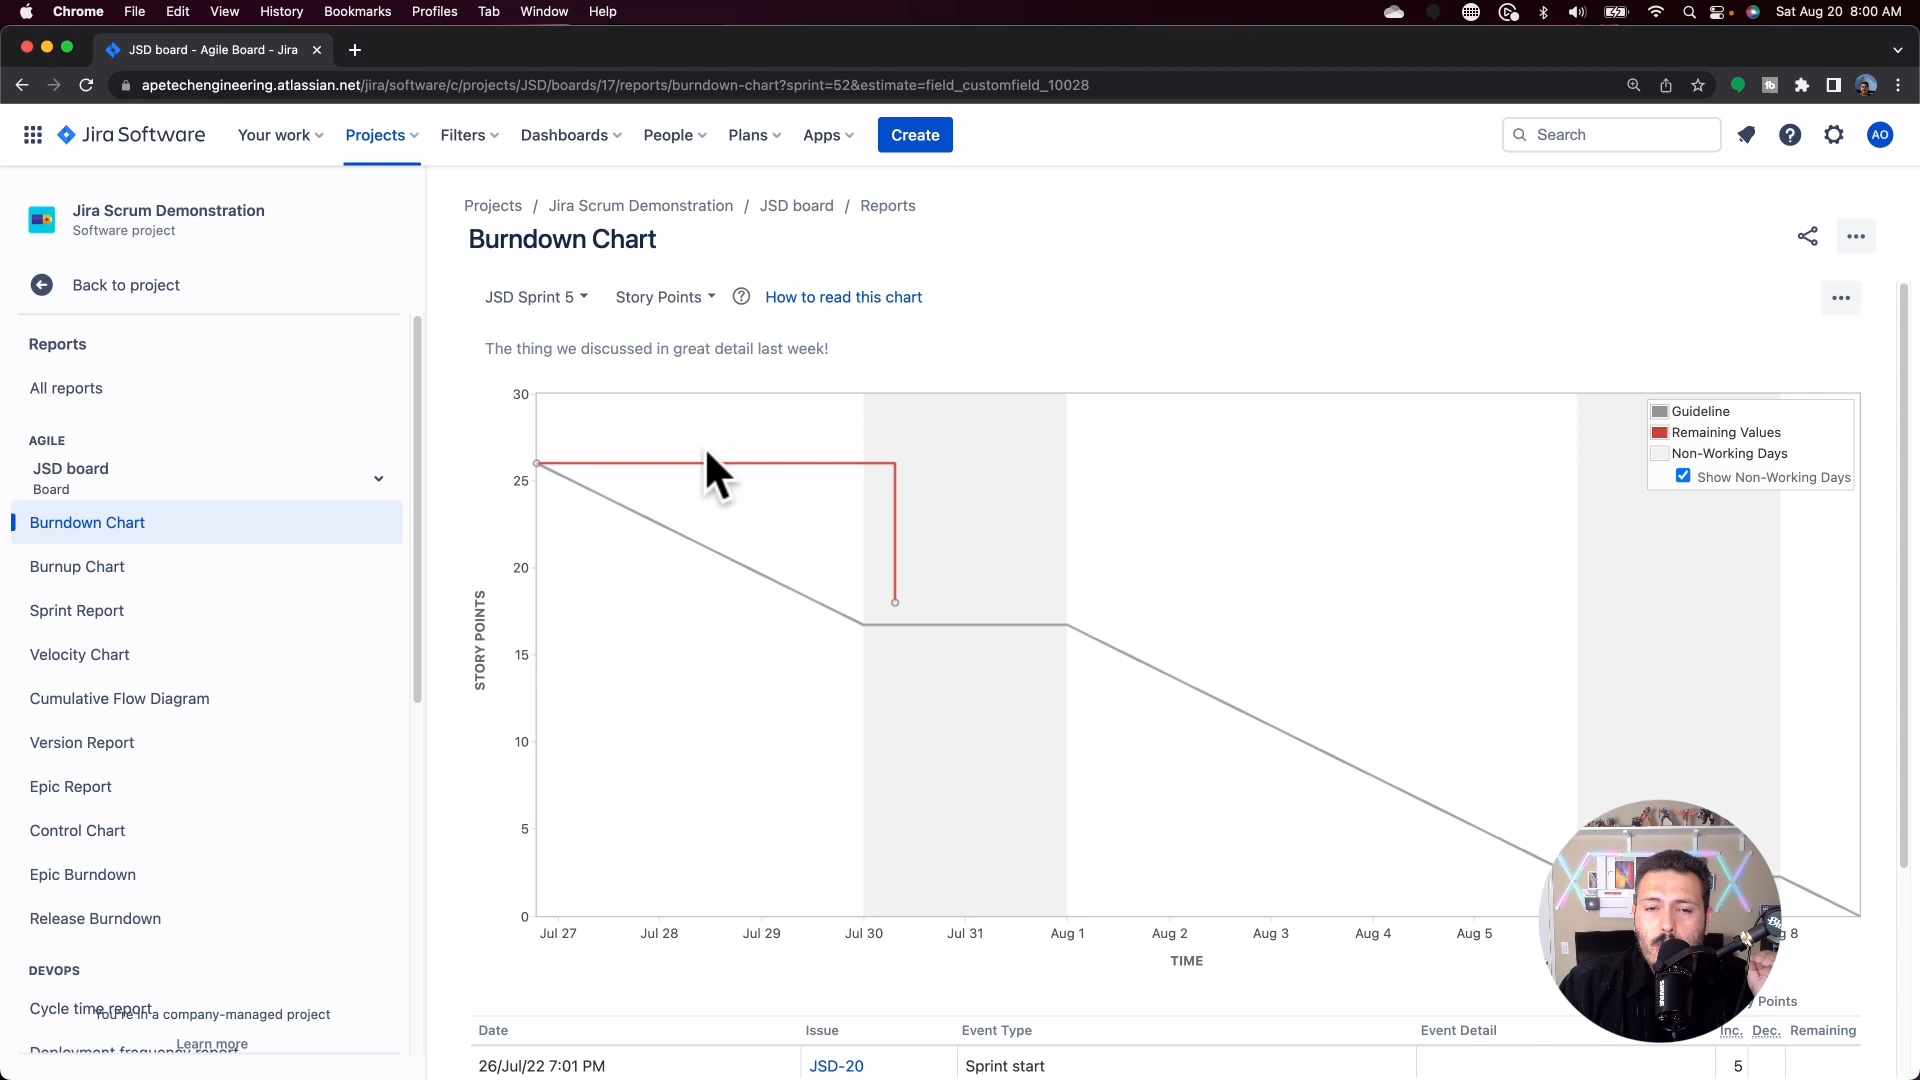 Chrome File Edit View History Bookmarks Profiles Tab Window Help Sat Aug 20 8:00 AM
JSD board - Agile Board - Jira
apetechengineering.atlassian.net/jira/software/c/projects/JSD/boards/17/reports/burndown-chart?sprint=52&estimate=field_customfield_10028
Jira Software Your work Projects Filters Dashboards People Plans Apps Create Search AO
Jira Scrum Demonstration
Software project
Back to project
Reports
All reports
AGILE
JSD board
Board
Burndown Chart
Burnup Chart
Sprint Report
Velocity Chart
Cumulative Flow Diagram
Version Report
Epic Report
Control Chart
Epic Burndown
Release Burndown
DEVOPS
Cycle time report
You're in a company-managed project
Learn more
Deployment frequency report
Projects / Jira Scrum Demonstration / JSD board / Reports
Burndown Chart
JSD Sprint 5 Story Points How to read this chart
The thing we discussed in great detail last week!
Guideline
Remaining Values
Non-Working Days
Show Non-Working Days
30
25
20
15
10
5
0
STORY POINTS
Jul 27 Jul 28 Jul 29 Jul 30 Jul 31 Aug 1 Aug 2 Aug 3 Aug 4 Aug 5 8
TIME
Points
Date Issue Event Type Event Detail Inc. Dec. Remaining
26/Jul/22 7:01 PM JSD-20 Sprint start 5